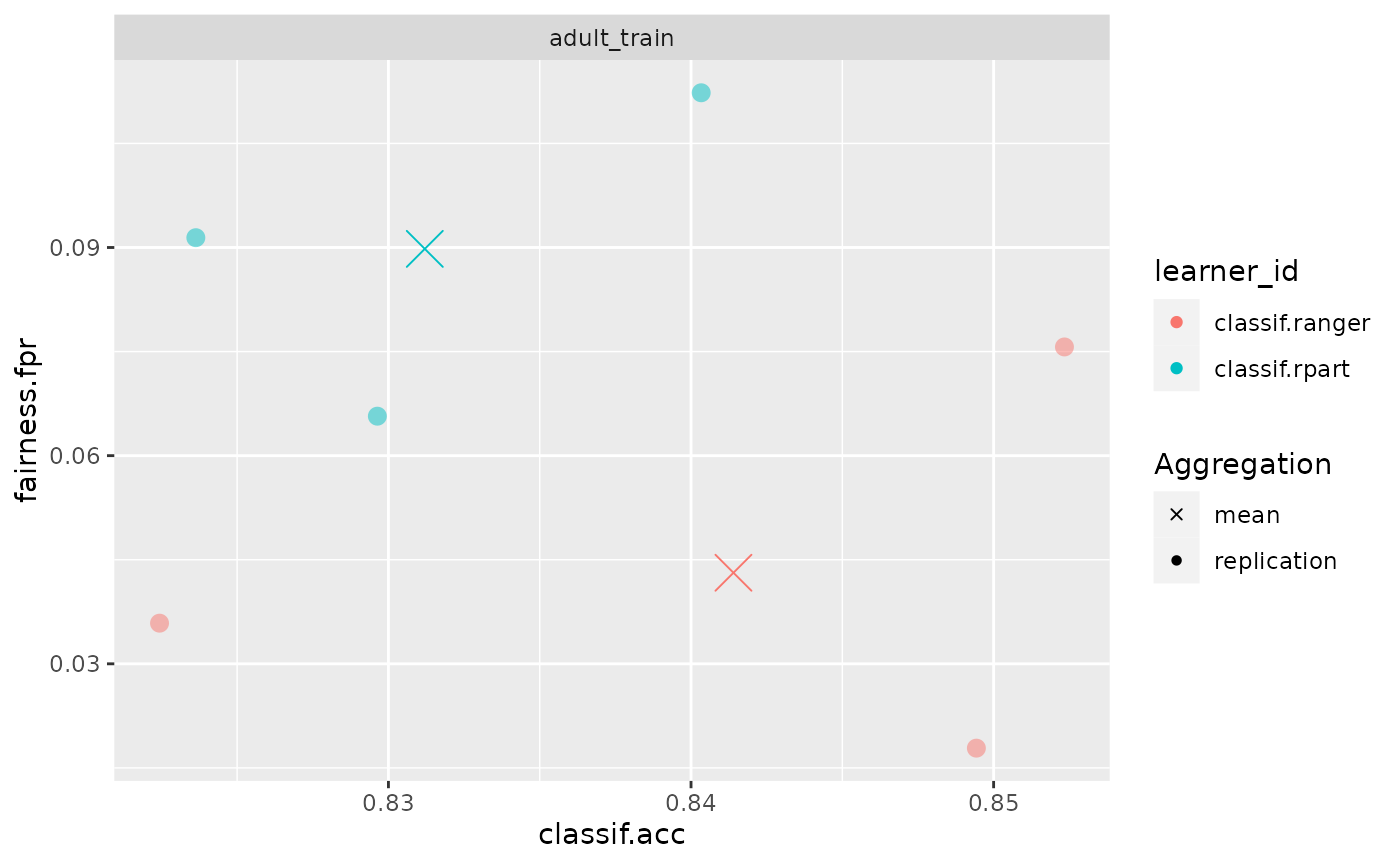 adult_train
0.09
0.06
0.03
fairness.fpr
0.83
0.84
0.85
classif.acc
learner_id
classif.ranger
classif.rpart
Aggregation
mean
replication